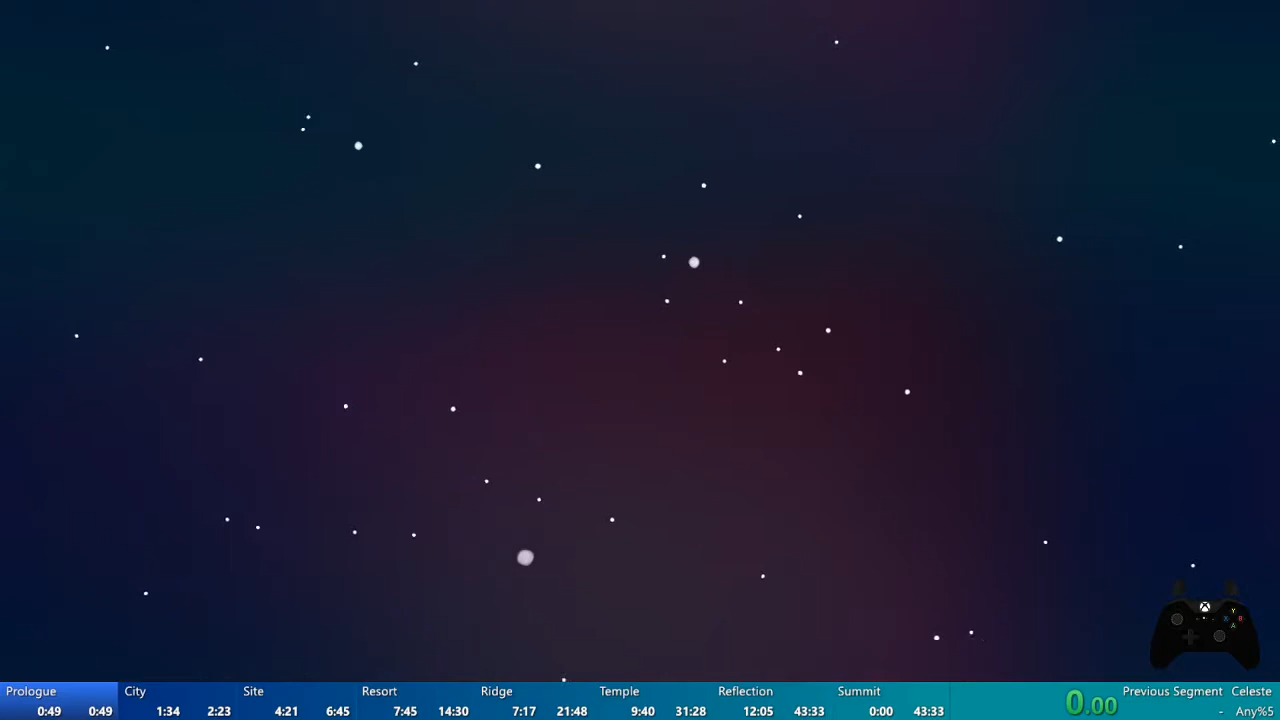 Prologue City Site Resort Ridge Temple Reflection Summit 0.00 Previous Segment Celeste
0:49 0:49 1:34 2:23 4:21 6:45 7:45 14:30 7:17 21:48 9:40 31:28 12:05 43:33 0:00 43:33 - Any%5